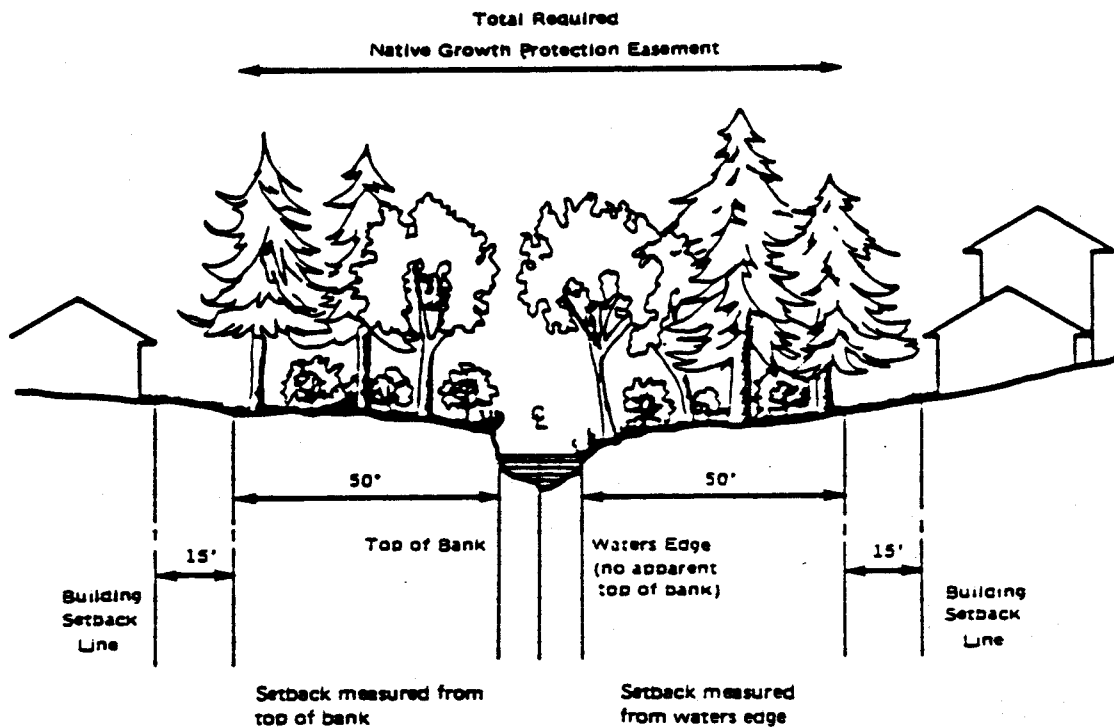 Total Required
Native Growth Protection Easement
℄
50'
50'
Top of Bank
Waters Edge
(no apparent
top of bank)
15'
15'
Building
Setback
Line
Building
Setback
Line
Setback measured from
top of bank
Setback measured
from waters edge